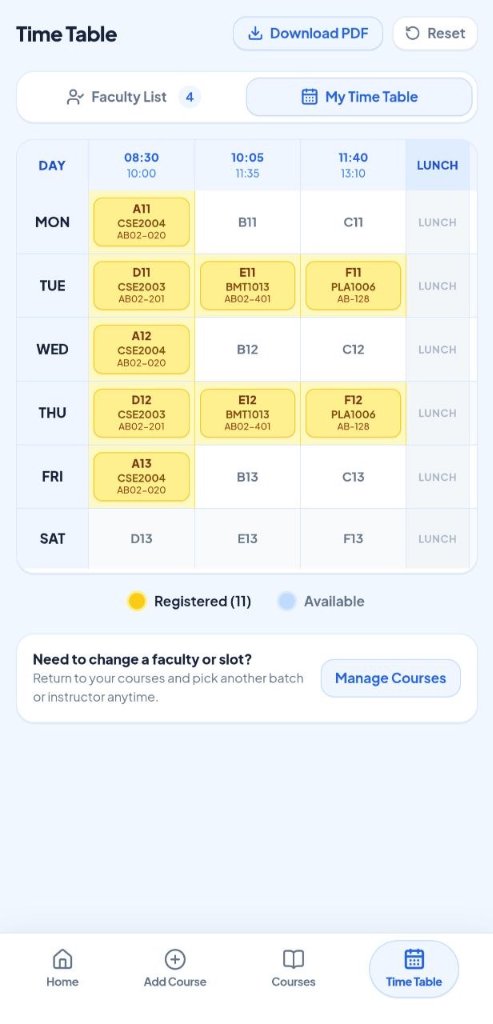 Time Table
Download PDF
Reset
Faculty List 4
My Time Table
DAY
08:30
10:00
10:05
11:35
11:40
13:10
LUNCH
MON
A11
CSE2004
AB02-020
B11
C11
LUNCH
TUE
D11
CSE2003
AB02-201
E11
BMT1013
AB02-401
F11
PLA1006
AB-128
LUNCH
WED
A12
CSE2004
AB02-020
B12
C12
LUNCH
THU
D12
CSE2003
AB02-201
E12
BMT1013
AB02-401
F12
PLA1006
AB-128
LUNCH
FRI
A13
CSE2004
AB02-020
B13
C13
LUNCH
SAT
D13
E13
F13
LUNCH
Registered (11)
Available
Need to change a faculty or slot?
Return to your courses and pick another batch
or instructor anytime.
Manage Courses
Home
Add Course
Courses
Time Table